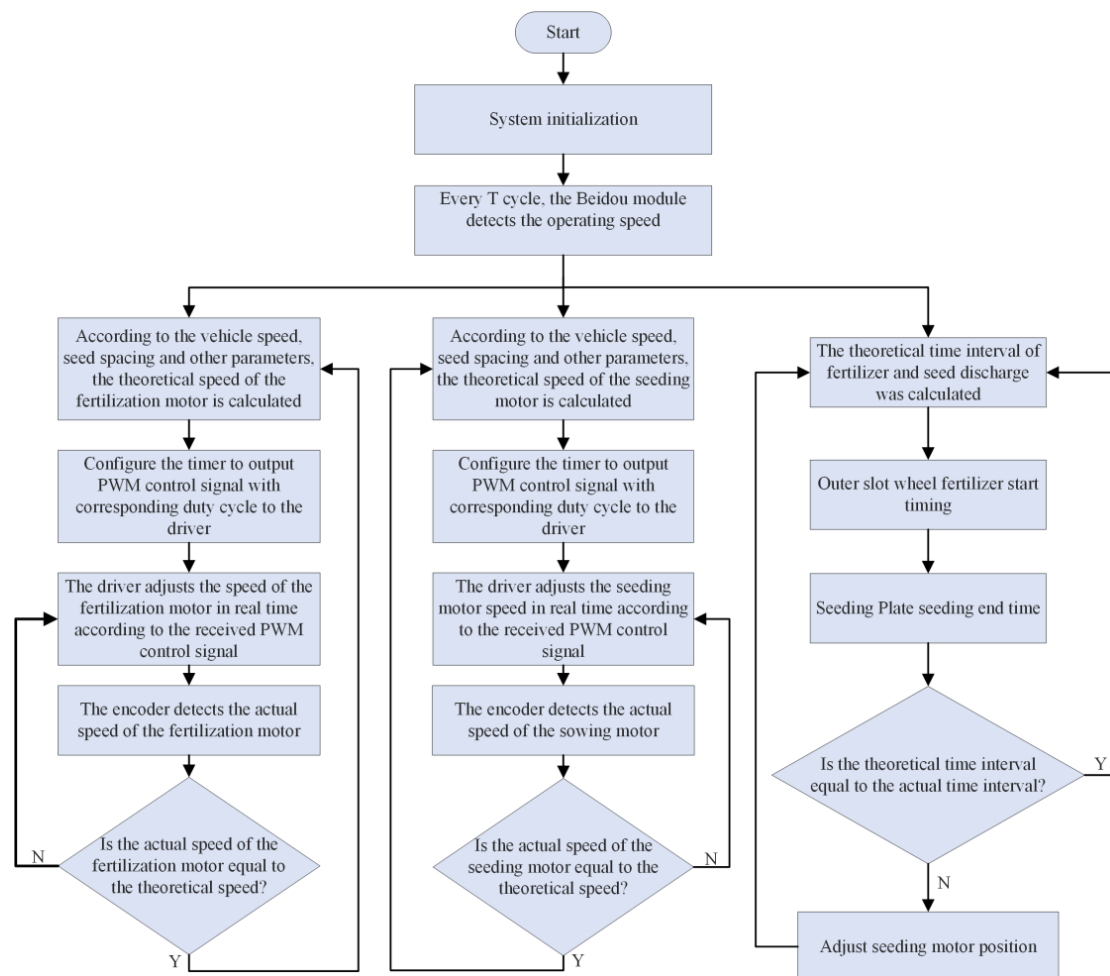 Start
System initialization
Every T cycle, the Beidou module
detects the operating speed
According to the vehicle speed,
seed spacing and other parameters,
the theoretical speed of the
fertilization motor is calculated
Configure the timer to output
PWM control signal with
corresponding duty cycle to the
driver
The driver adjusts the speed of the
fertilization motor in real time
according to the received PWM
control signal
The encoder detects the actual
speed of the fertilization motor
Is the actual speed of the
fertilization motor equal to
the theoretical speed?
N
Y
According to the vehicle speed,
seed spacing and other parameters,
the theoretical speed of the seeding
motor is calculated
Configure the timer to output
PWM control signal with
corresponding duty cycle to the
driver
The driver adjusts the seeding
motor speed in real time according
to the received PWM control
signal
The encoder detects the actual
speed of the sowing motor
Is the actual speed of the
seeding motor equal to the
theoretical speed?
N
Y
The theoretical time interval of
fertilizer and seed discharge
was calculated
Outer slot wheel fertilizer start
timing
Seeding Plate seeding end time
Is the theoretical time interval
equal to the actual time interval?
Y
N
Adjust seeding motor position